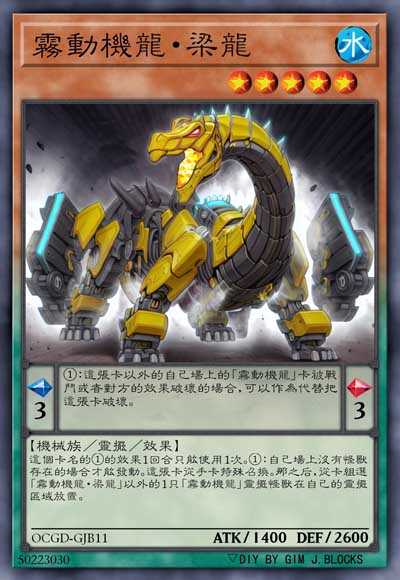 霧動機龍·梁龍
水
①:這張卡以外的自己場上的「霧動機龍」卡被戰
鬥或者對方的效果破壞的場合,可以作為代替把
這張卡破壞。
3
3
【機械族／靈擺／效果】
這個卡名的①的效果1回合只能使用1次。①:自己場上沒有怪獸
存在的場合才能發動。這張卡從手卡特殊召喚。那之后,從卡組選
「霧動機龍·梁龍」以外的1只「霧動機龍」靈擺怪獸在自己的靈擺
區域放置。
OCGD-GJB11
ATK/1400 DEF/2600
50223030
▽DIY BY GIM J.BLOCKS